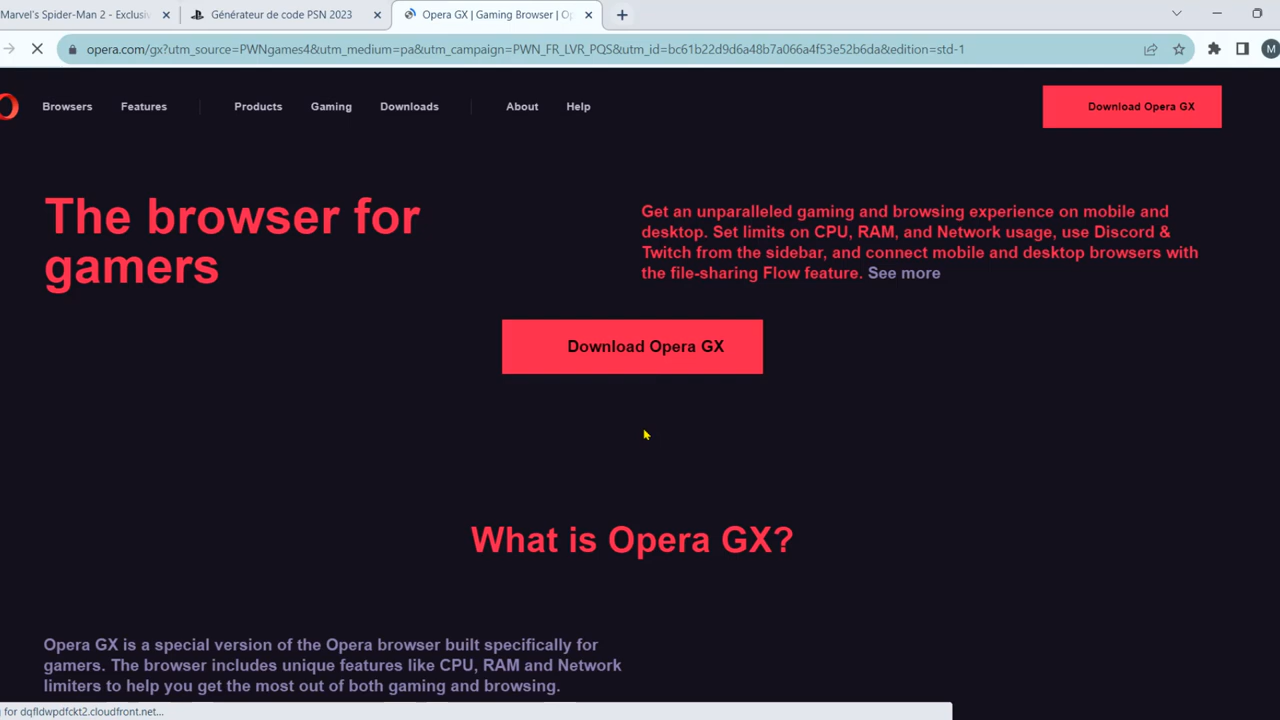 Marvel's Spider-Man 2 - Exclusiv
Générateur de code PSN 2023
Opera GX | Gaming Browser | Op
opera.com/gx?utm_source=PWNgames4&utm_medium=pa&utm_campaign=PWN_FR_LVR_PQS&utm_id=bc61b22d9d6a48b7a066a4f53e52b6da&edition=std-1
M
Browsers
Features
Products
Gaming
Downloads
About
Help
Download Opera GX
The browser for
gamers
Get an unparalleled gaming and browsing experience on mobile and
desktop. Set limits on CPU, RAM, and Network usage, use Discord &
Twitch from the sidebar, and connect mobile and desktop browsers with
the file-sharing Flow feature. See more
Download Opera GX
What is Opera GX?
Opera GX is a special version of the Opera browser built specifically for
gamers. The browser includes unique features like CPU, RAM and Network
limiters to help you get the most out of both gaming and browsing.
g for dqfldwpdfckt2.cloudfront.net...